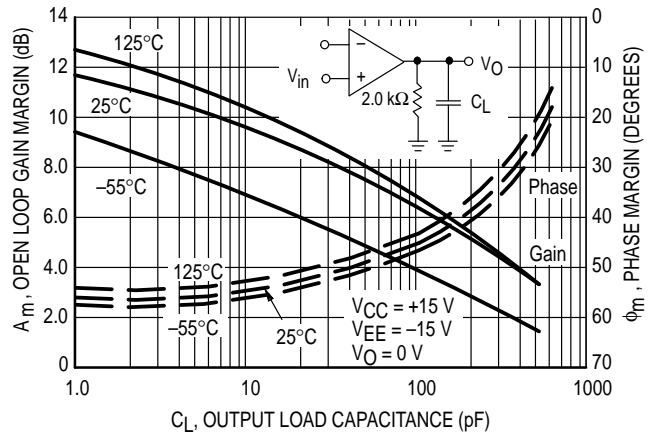 A m, OPEN LOOP GAIN MARGIN (dB)
14
12
10
8.0
6.0
4.0
2.0
0
125°C
25°C
–55°C
125°C
–55°C
25°C
Vin
–
+
2.0 kΩ
CL
VO
Phase
Gain
VCC = +15 V
VEE = –15 V
VO = 0 V
0
10
20
30
40
50
60
70
ϕm, PHASE MARGIN (DEGREES)
1.0 10 100 1000
CL, OUTPUT LOAD CAPACITANCE (pF)